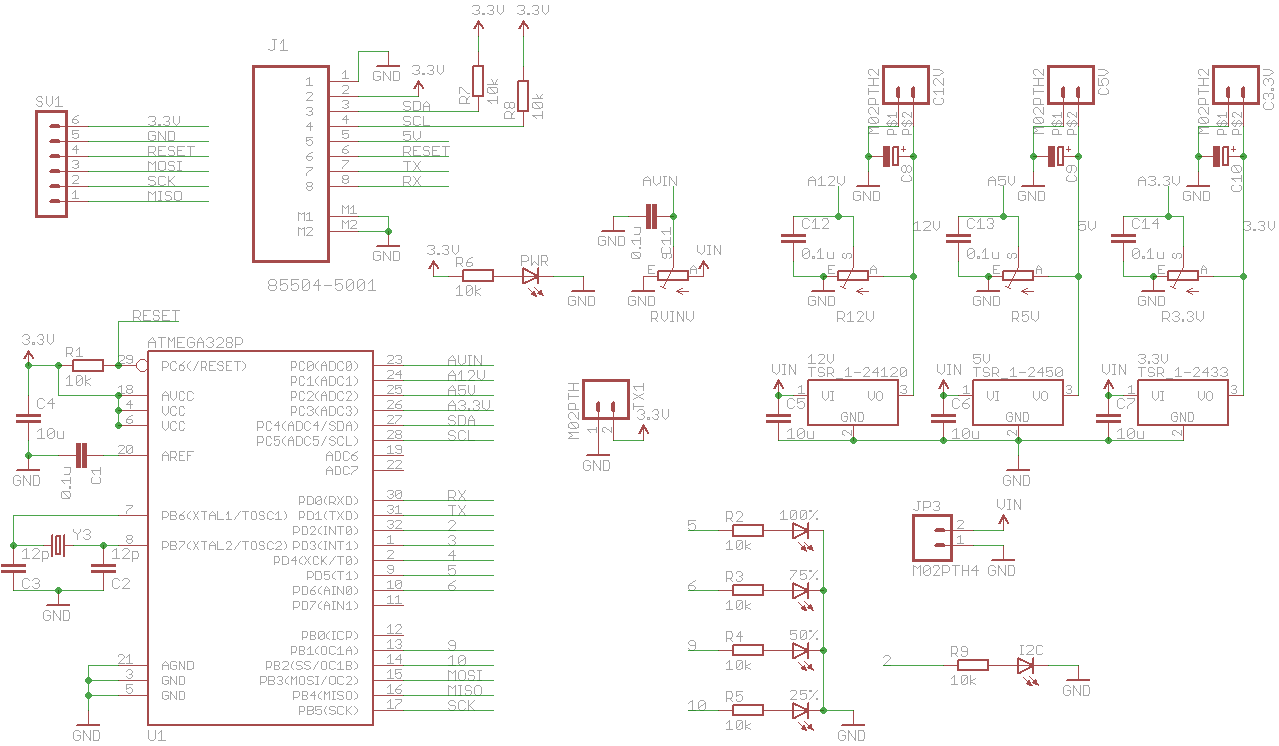 3.3V 3.3V
J1
GND
3.3V
R7
10k
R8
10k
1 1
2 2
3 3 SDA
4 4 SCL
5 5 5V
6 6 RESET
7 7 TX
8 8 RX
M1 M1
M2 M2
GND
85504-5001
SV1
6 3.3V
5 GND
4 RESET
3 MOSI
2 SCK
1 MISO
3.3V
R6
10k
PWR
GND
AVIN
GND
0.1u
C11
S
E A
VIN
GND
RVINV
M02PTH2
C12V
P$1
P$2
+
C8
GND
A12V
C12
0.1u
12V
S
E A
GND
R12V
M02PTH2
C5V
P$1
P$2
+
C9
GND
A5V
C13
0.1u
5V
S
E A
GND
R5V
M02PTH2
C3.3V
P$1
P$2
+
C10
GND
A3.3V
C14
0.1u
3.3V
S
E A
GND
R3.3V
VIN
12V
TSR_1-24120
1 VI VO 3
GND
2
C5
10u
VIN
5V
TSR_1-2450
1 VI VO 3
GND
2
C6
10u
VIN
3.3V
TSR_1-2433
1 VI VO 3
GND
2
C7
10u
GND
RESET
3.3V
R1
10k
C4
10u
GND
0.1u
C1
ATMEGA328P
29 PC6(/RESET)
18 AVCC
4 VCC
6 VCC
20 AREF
7 PB6(XTAL1/TOSC1)
8 PB7(XTAL2/TOSC2)
21 AGND
3 GND
5 GND
PC0(ADC0) 23 AVIN
PC1(ADC1) 24 A12V
PC2(ADC2) 25 A5V
PC3(ADC3) 26 A3.3V
PC4(ADC4/SDA) 27 SDA
PC5(ADC5/SCL) 28 SCL
ADC6 19
ADC7 22
PD0(RXD) 30 RX
PD1(TXD) 31 TX
PD2(INT0) 32 2
PD3(INT1) 1 3
PD4(XCK/T0) 2 4
PD5(T1) 9 5
PD6(AIN0) 10 6
PD7(AIN1) 11
PB0(ICP) 12
PB1(OC1A) 13 9
PB2(SS/OC1B) 14 10
PB3(MOSI/OC2) 15 MOSI
PB4(MISO) 16 MISO
PB5(SCK) 17 SCK
Y3
12p 12p
C3 C2
GND
GND
U1
M02PTH
TX1
1
2
3.3V
GND
JP3
VIN
2
1
M02PTH4 GND
5 R2 100%
10k
6 R3 75%
10k
9 R4 50%
10k
10 R5 25%
10k
GND
2 R9 I2C
10k
GND